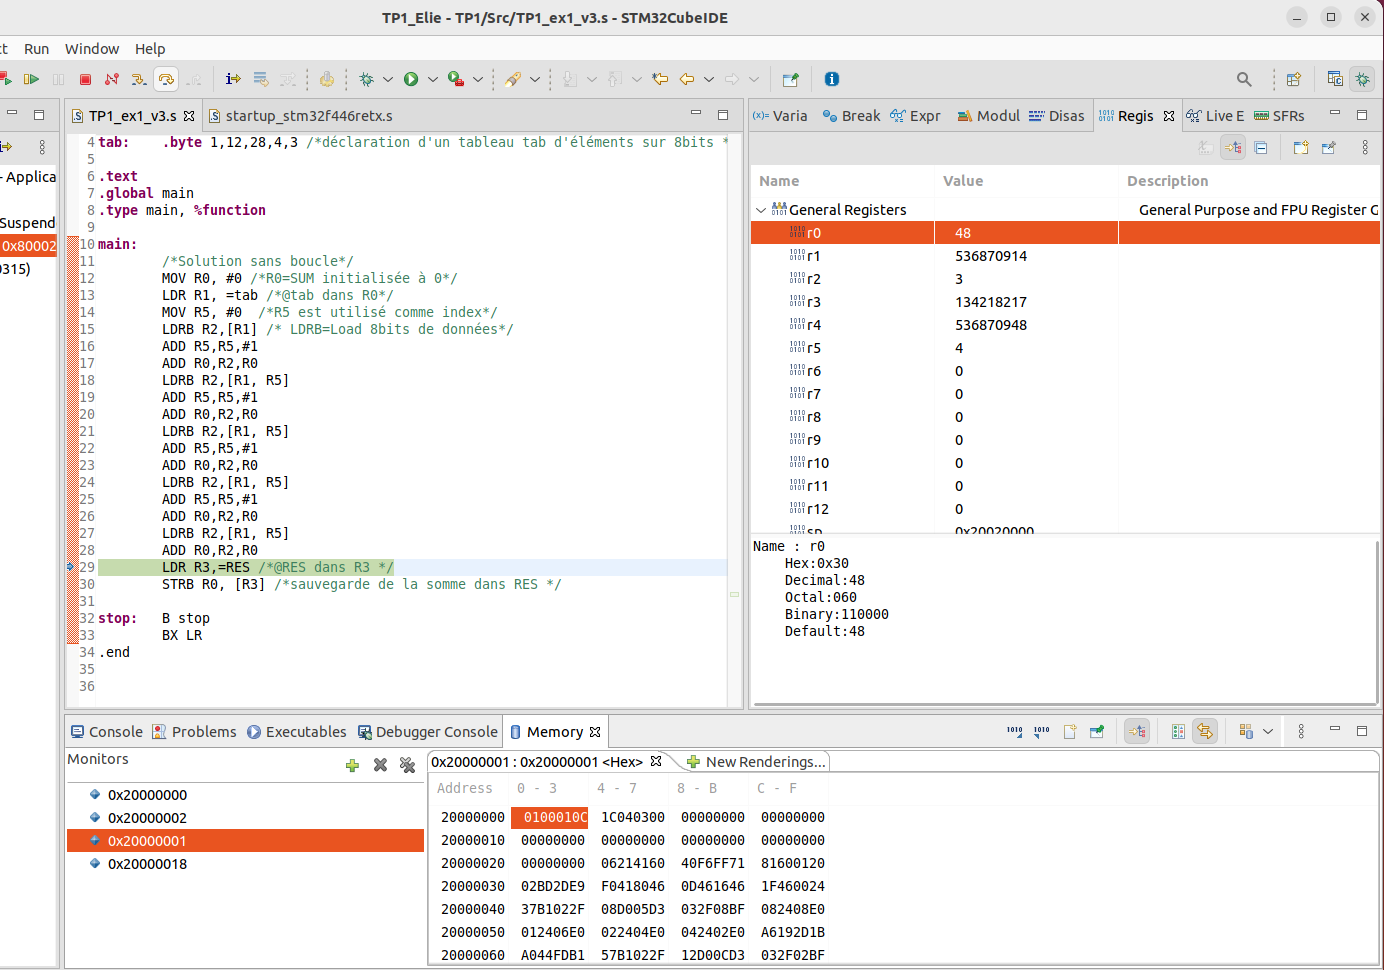 TP1_Elie - TP1/Src/TP1_ex1_v3.s - STM32CubeIDE
ct Run Window Help
TP1_ex1_v3.s
startup_stm32f446retx.s
- Applica
Suspend
0x80002
0315)
4 tab: .byte 1,12,28,4,3 /*déclaration d'un tableau tab d'éléments sur 8bits *
5
6 .text
7 .global main
8 .type main, %function
9
10 main:
11 /*Solution sans boucle*/
12 MOV R0, #0 /*R0=SUM initialisée à 0*/
13 LDR R1, =tab /*@tab dans R0*/
14 MOV R5, #0 /*R5 est utilisé comme index*/
15 LDRB R2,[R1] /* LDRB=Load 8bits de données*/
16 ADD R5,R5,#1
17 ADD R0,R2,R0
18 LDRB R2,[R1, R5]
19 ADD R5,R5,#1
20 ADD R0,R2,R0
21 LDRB R2,[R1, R5]
22 ADD R5,R5,#1
23 ADD R0,R2,R0
24 LDRB R2,[R1, R5]
25 ADD R5,R5,#1
26 ADD R0,R2,R0
27 LDRB R2,[R1, R5]
28 ADD R0,R2,R0
29 LDR R3,=RES /*@RES dans R3 */
30 STRB R0, [R3] /*sauvegarde de la somme dans RES */
31
32 stop: B stop
33 BX LR
34 .end
35
36
(x)= Varia Break Expr Modul Disas Regis Live E SFRs
Name Value Description
General Registers General Purpose and FPU Register G
r0 48
r1 536870914
r2 3
r3 134218217
r4 536870948
r5 4
r6 0
r7 0
r8 0
r9 0
r10 0
r11 0
r12 0
sp 0x20020000
Name : r0
Hex:0x30
Decimal:48
Octal:060
Binary:110000
Default:48
Console Problems Executables Debugger Console Memory
Monitors
0x20000000
0x20000002
0x20000001
0x20000018
0x20000001 : 0x20000001 <Hex> New Renderings...
Address 0 - 3 4 - 7 8 - B C - F
20000000 0100010C 1C040300 00000000 00000000
20000010 00000000 00000000 00000000 00000000
20000020 00000000 06214160 40F6FF71 81600120
20000030 02BD2DE9 F0418046 0D461646 1F460024
20000040 37B1022F 08D005D3 032F08BF 082408E0
20000050 012406E0 022404E0 042402E0 A6192D1B
20000060 A044FDB1 57B1022F 12D00CD3 032F02BF